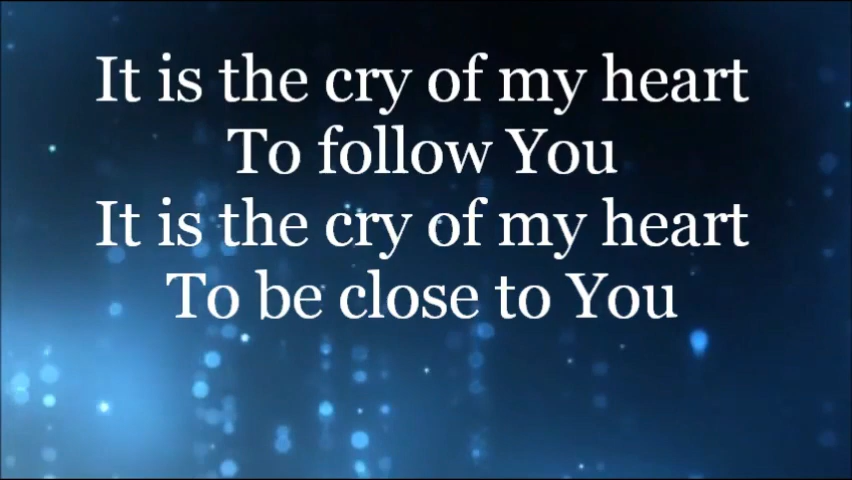 It is the cry of my heart
To follow You
It is the cry of my heart
To be close to You